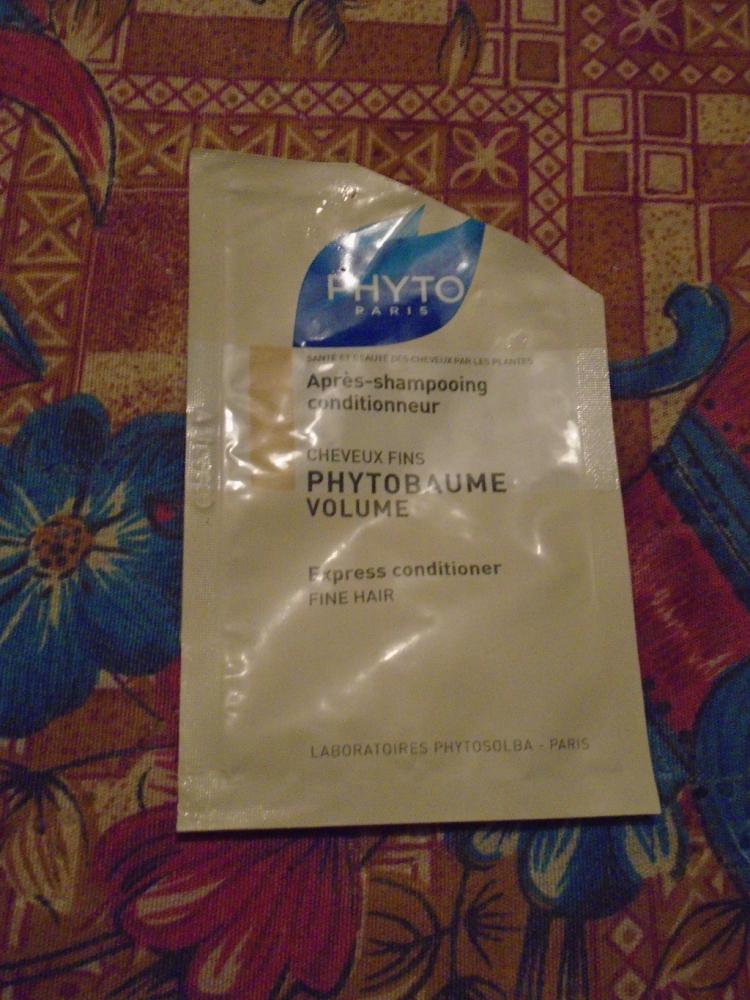 PHYTO
PARIS
SANTÉ ET BEAUTÉ DES CHEVEUX PAR LES PLANTES
Après-shampooing
conditionneur
CHEVEUX FINS
PHYTOBAUME
VOLUME
Express conditioner
FINE HAIR
LABORATOIRES PHYTOSOLBA - PARIS